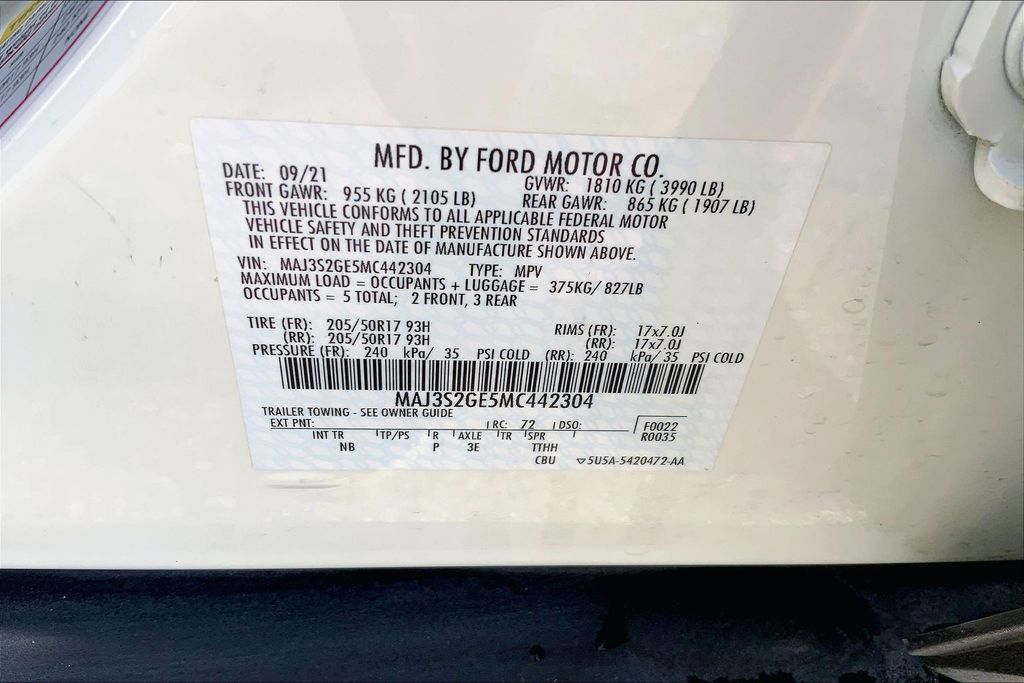 MFD. BY FORD MOTOR CO.
DATE: 09/21 GVWR: 1810 KG ( 3990 LB)
FRONT GAWR: 955 KG ( 2105 LB) REAR GAWR: 865 KG ( 1907 LB)
THIS VEHICLE CONFORMS TO ALL APPLICABLE FEDERAL MOTOR
VEHICLE SAFETY AND THEFT PREVENTION STANDARDS
IN EFFECT ON THE DATE OF MANUFACTURE SHOWN ABOVE.
VIN: MAJ3S2GE5MC442304 TYPE: MPV
MAXIMUM LOAD = OCCUPANTS + LUGGAGE = 375KG/ 827LB
OCCUPANTS = 5 TOTAL; 2 FRONT, 3 REAR
TIRE (FR): 205/50R17 93H RIMS (FR): 17x7.0J
(RR): 205/50R17 93H (RR): 17x7.0J
PRESSURE (FR): 240 kPa/ 35 PSI COLD (RR): 240 kPa/ 35 PSI COLD
MAJ3S2GE5MC442304
TRAILER TOWING - SEE OWNER GUIDE
EXT PNT: RC: 72 DSO: F0022
R0035
INT TR TP/PS R AXLE TR SPR
NB P 3E TTHH
CBU ▽5U5A-5420472-AA